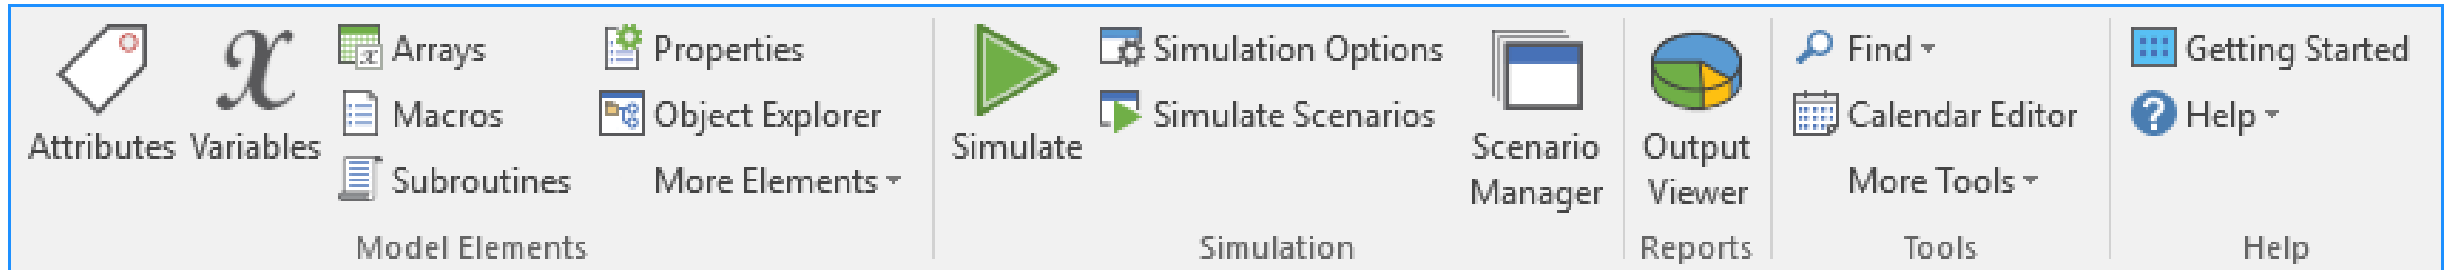 Attributes
Variables
Arrays
Macros
Subroutines
Properties
Object Explorer
More Elements
Model Elements
Simulate
Simulation Options
Simulate Scenarios
Scenario
Manager
Simulation
Output
Viewer
Reports
Find
Calendar Editor
More Tools
Tools
Getting Started
Help
Help